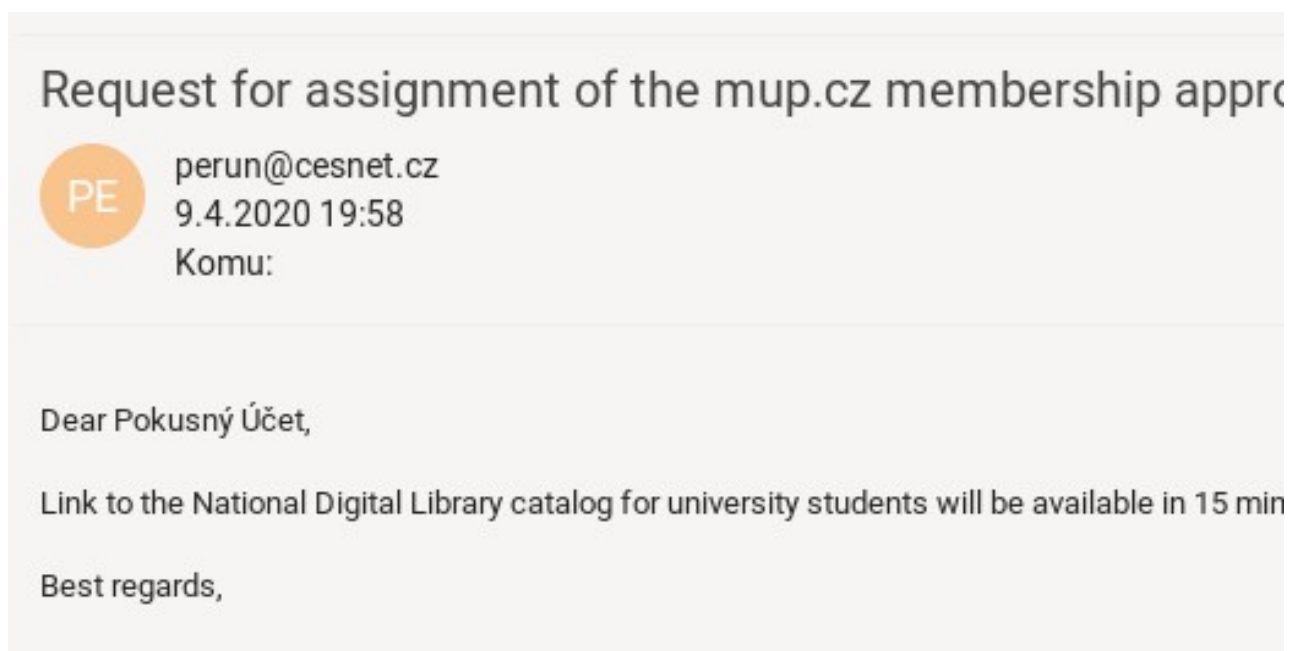 Request for assignment of the mup.cz membership appro
PE
perun@cesnet.cz
9.4.2020 19:58
Komu:
Dear Pokusný Účet,
Link to the National Digital Library catalog for university students will be available in 15 min
Best regards,